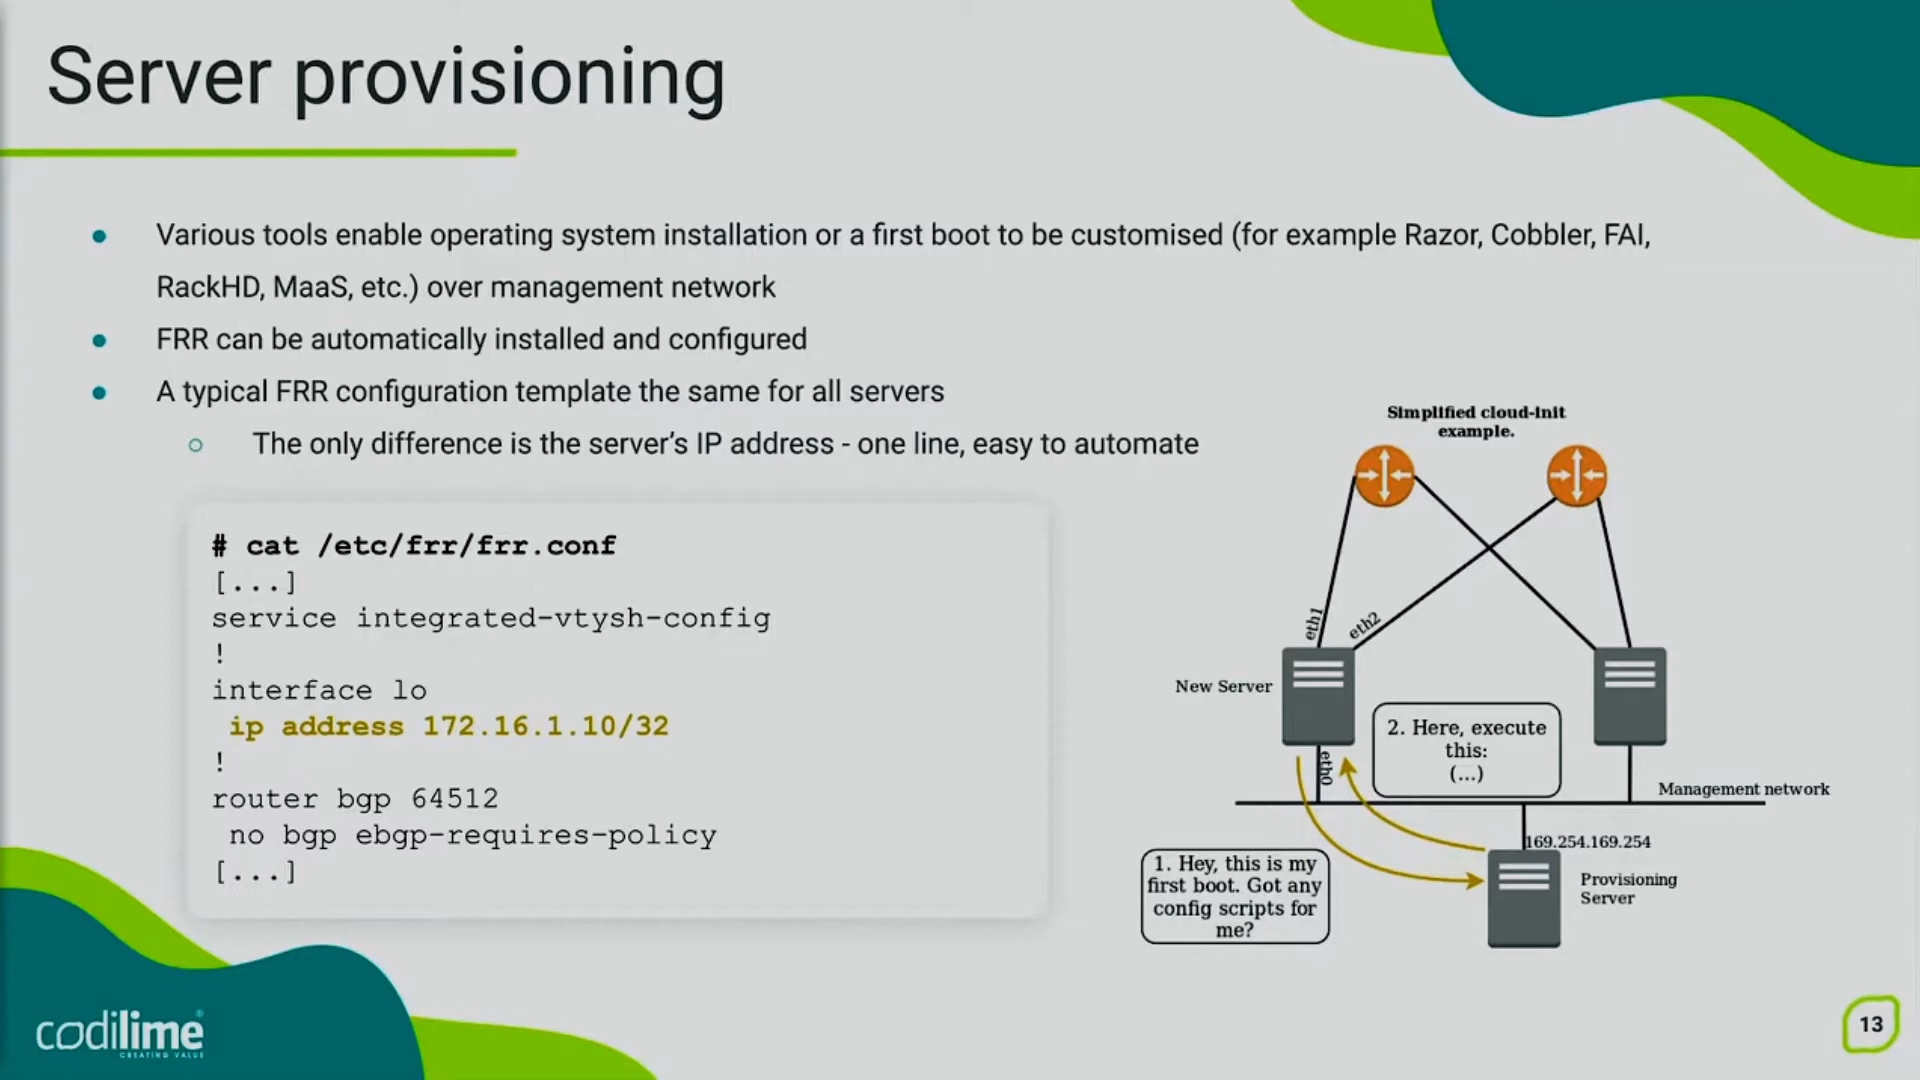 Server provisioning
Various tools enable operating system installation or a first boot to be customised (for example Razor, Cobbler, FAI,
RackHD, MaaS, etc.) over management network
FRR can be automatically installed and configured
A typical FRR configuration template the same for all servers
The only difference is the server's IP address - one line, easy to automate
# cat /etc/frr/frr.conf
[...]
service integrated-vtysh-config
!
interface lo
ip address 172.16.1.10/32
!
router bgp 64512
no bgp ebgp-requires-policy
[...]
Simplified cloud-init
example.
eth1
eth2
New Server
eth0
2. Here, execute
this:
(...)
Management network
169.254.169.254
1. Hey, this is my
first boot. Got any
config scripts for
me?
Provisioning
Server
codilime®
CREATING VALUE
13